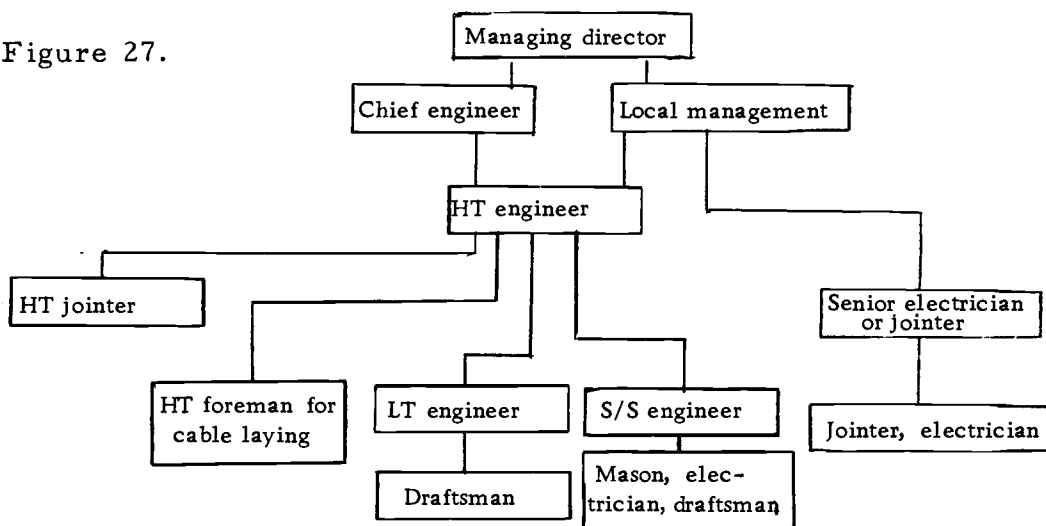 Figure 27.
Managing director
Chief engineer
Local management
HT engineer
HT jointer
Senior electrician
or jointer
HT foreman for
cable laying
LT engineer
S/S engineer
Jointer, electrician
Draftsman
Mason, elec-
trician, draftsman